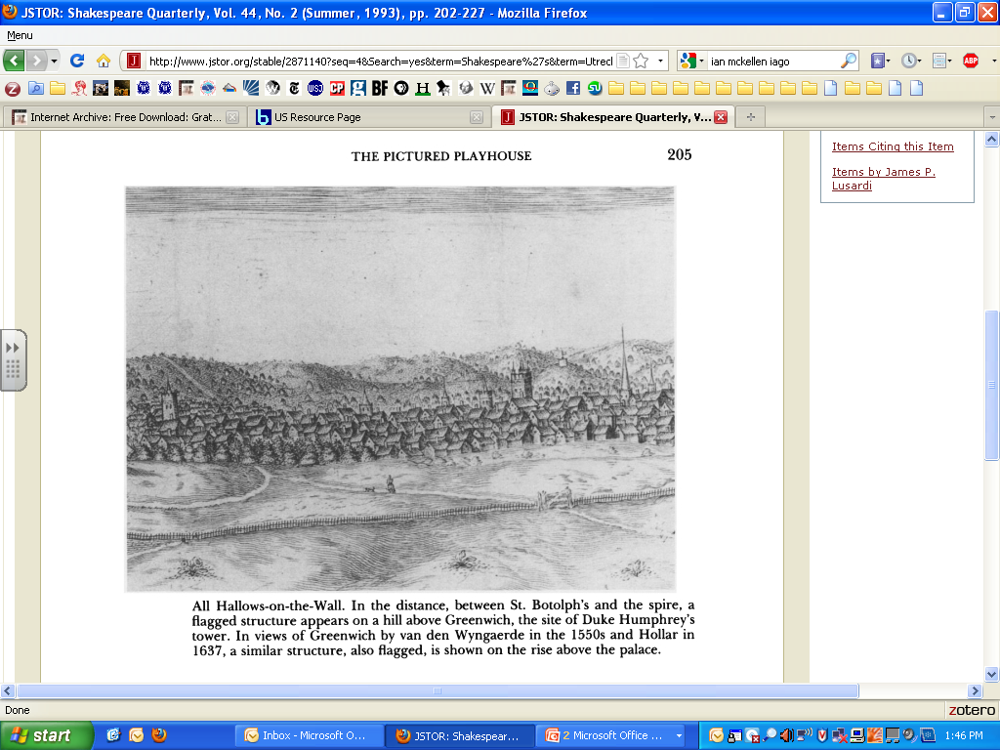 JSTOR: Shakespeare Quarterly, Vol. 44, No. 2 (Summer, 1993), pp. 202-227 - Mozilla Firefox
Menu
http://www.jstor.org/stable/2871140?seq=4&Search=yes&term=Shakespeare%27s&term=Utrecl
ian mckellen iago
ABP
Internet Archive: Free Download: Grat...
US Resource Page
JSTOR: Shakespeare Quarterly, V...
THE PICTURED PLAYHOUSE 205
Items Citing this Item
Items by James P.
Lusardi
All Hallows-on-the-Wall. In the distance, between St. Botolph's and the spire, a
flagged structure appears on a hill above Greenwich, the site of Duke Humphrey's
tower. In views of Greenwich by van den Wyngaerde in the 1550s and Hollar in
1637, a similar structure, also flagged, is shown on the rise above the palace.
Done
zotero
start
Inbox - Microsoft O...
JSTOR: Shakespear...
2 Microsoft Office ...
1:46 PM